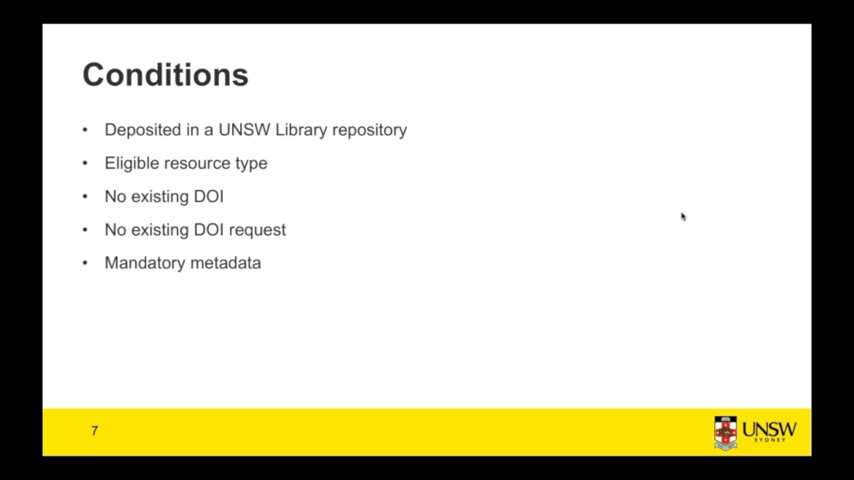 Conditions
• Deposited in a UNSW Library repository
• Eligible resource type
• No existing DOI
• No existing DOI request
• Mandatory metadata
7
UNSW
SYDNEY